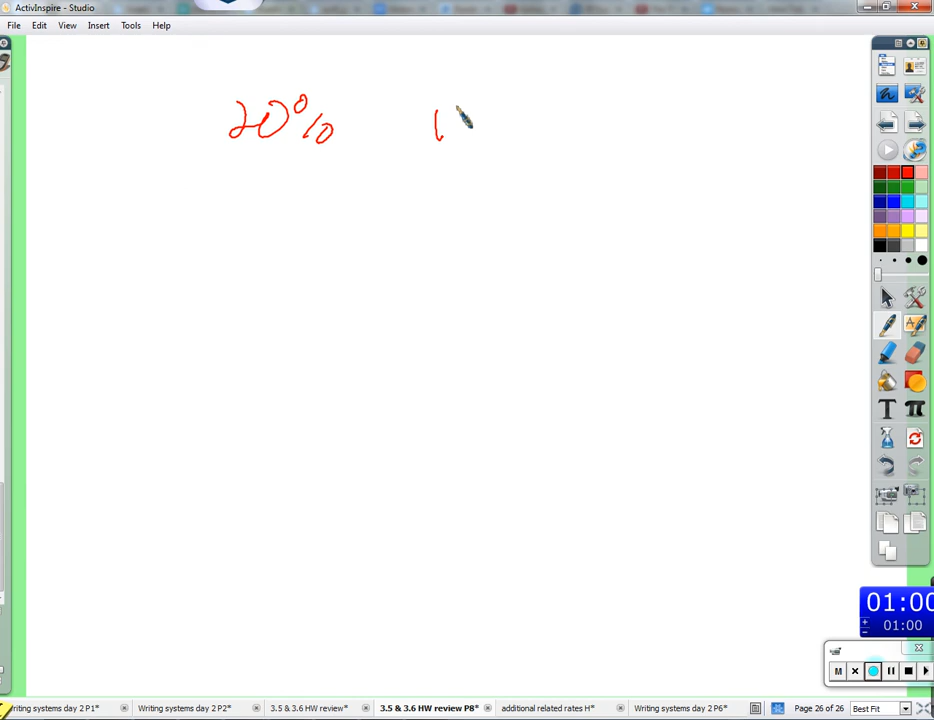 ActivInspire - Studio
File Edit View Insert Tools Help
20% 1
01:00
01:00
M
riting systems day 2 P1* Writing systems day 2 P2* 3.5 & 3.6 HW review* 3.5 & 3.6 HW review P8* additional related rates H* Writing systems day 2 P6* Page 26 of 26 Best Fit